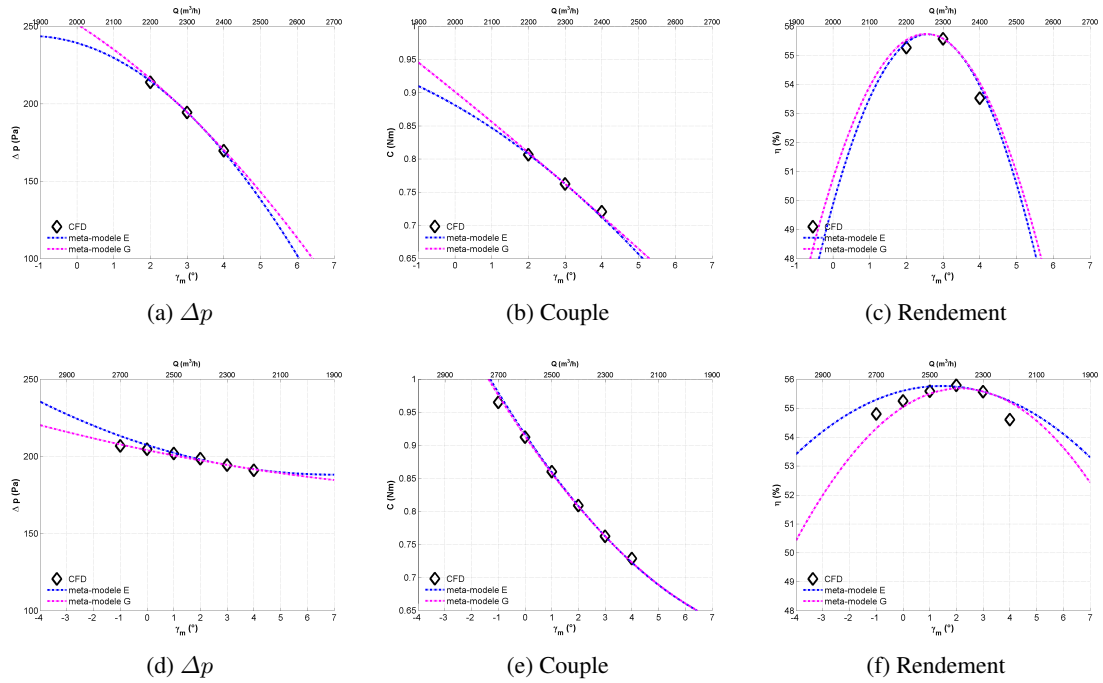 Q (m³/h)
1900 2000 2100 2200 2300 2400 2500 2600 2700
250
200
150
100
Δ p (Pa)
CFD
meta-modele E
meta-modele G
-1 0 1 2 3 4 5 6 7
γm (°)
(a) Δp
Q (m³/h)
1900 2000 2100 2200 2300 2400 2500 2600 2700
1
0.95
0.9
0.85
0.8
0.75
0.7
0.65
C (Nm)
CFD
meta-modele E
meta-modele G
-1 0 1 2 3 4 5 6 7
γm (°)
(b) Couple
Q (m³/h)
1900 2000 2100 2200 2300 2400 2500 2600 2700
56
55
54
53
52
51
50
49
48
η (%)
CFD
meta-modele E
meta-modele G
-1 0 1 2 3 4 5 6 7
γm (°)
(c) Rendement
Q (m³/h)
2900 2700 2500 2300 2100 1900
250
200
150
100
Δ p (Pa)
CFD
meta-modele E
meta-modele G
-4 -3 -2 -1 0 1 2 3 4 5 6 7
γm (°)
(d) Δp
Q (m³/h)
2900 2700 2500 2300 2100 1900
1
0.95
0.9
0.85
0.8
0.75
0.7
0.65
C (Nm)
CFD
meta-modele E
meta-modele G
-4 -3 -2 -1 0 1 2 3 4 5 6 7
γm (°)
(e) Couple
Q (m³/h)
2900 2700 2500 2300 2100 1900
56
55
54
53
52
51
50
49
48
η (%)
CFD
meta-modele E
meta-modele G
-4 -3 -2 -1 0 1 2 3 4 5 6 7
γm (°)
(f) Rendement